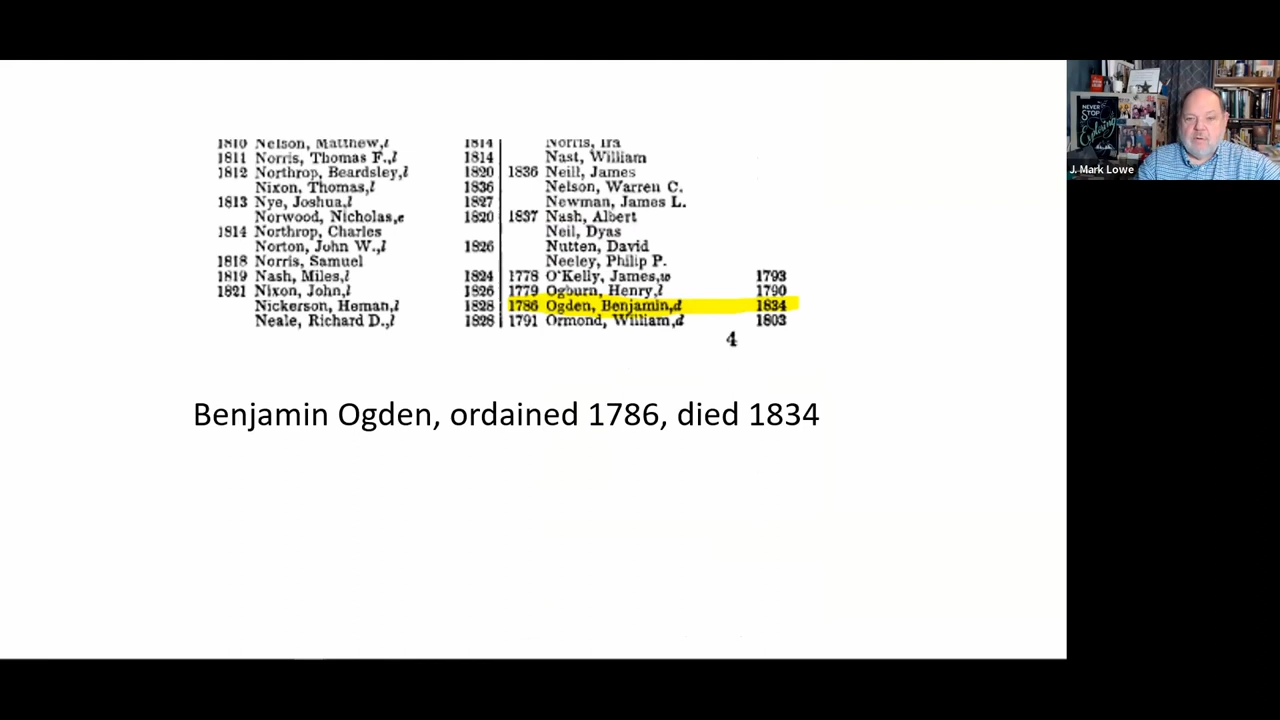 1810 Nelson, Matthew,l 1814
1811 Norris, Thomas F.,l 1814
1812 Northrop, Beardsley,l 1820
Nixon, Thomas,l 1836
1813 Nye, Joshua,l 1827
Norwood, Nicholas,e 1820
1814 Northrop, Charles
Norton, John W.,l 1826
1818 Norris, Samuel
1819 Nash, Miles,l 1824
1821 Nixon, John,l 1826
Nickerson, Heman,l 1828
Neale, Richard D.,l 1828
Norris, Ira
Nast, William
1836 Neill, James
Nelson, Warren C.
Newman, James L.
1837 Nash, Albert
Neil, Dyas
Nutten, David
Neeley, Philip P.
1778 O'Kelly, James,w 1793
1779 Ogburn, Henry,l 1790
1786 Ogden, Benjamin,d 1834
1791 Ormond, William,d 1803
4
Benjamin Ogden, ordained 1786, died 1834
NEVER
STOP
Exploring
J. Mark Lowe